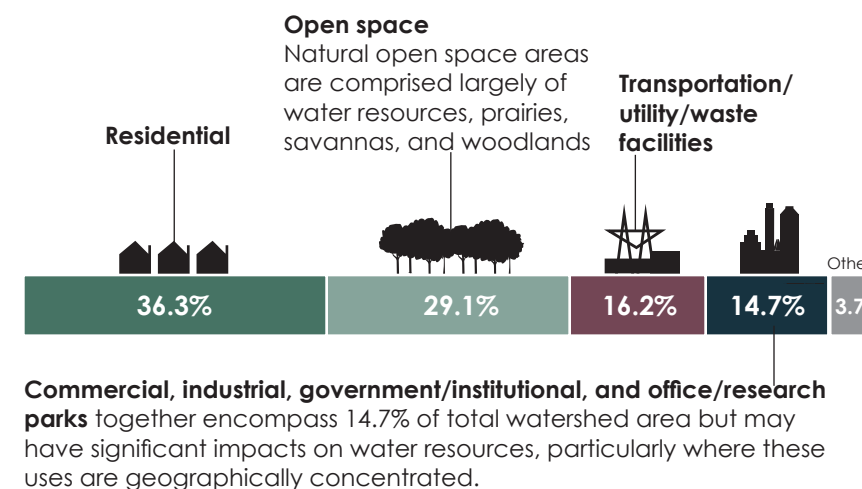 Open space
Natural open space areas
are comprised largely of
water resources, prairies,
savannas, and woodlands
Transportation/
utility/waste
facilities
Residential
36.3%
29.1%
16.2%
14.7%
3.7
Commercial, industrial, government/institutional, and office/research
parks together encompass 14.7% of total watershed area but may
have significant impacts on water resources, particularly where these
uses are geographically concentrated.